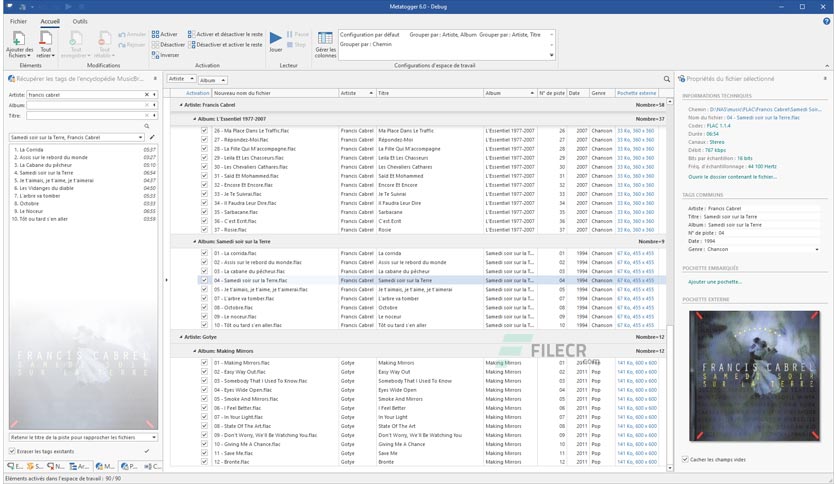 Metatogger 6.0 - Debug
Fichier Accueil Outils
Ajouter des fichiers
Tout retirer
Tout enregistrer
Tout rétablir
Annuler
Refaire
Activer
Désactiver
Inverser
Activer et désactiver le reste
Désactiver et activer le reste
Jouer
Pause
Stop
Gérer les colonnes
Configuration par défaut Grouper par : Artiste, Album Grouper par : Artiste, Titre.
Grouper par : Chemin
Éléments Modifications Activation Lecteur Configurations d'espace de travail
Récupérer les tags de l'encyclopédie MusicBr...
Artiste: francis cabrel
Album:
Titre:
Samedi soir sur la Terre, Francis Cabrel
1. La Corrida 05:37
2. Assis sur le rebord du monde 03:27
3. La Cabane du pêcheur 05:10
4. Samedi soir sur la Terre 06:54
5. Je t'aimais, je t'aime, je t'aimerai 04:37
6. Les Vidanges du diable 04:50
7. L'arbre va tomber 05:33
8. Octobre 03:33
9. Le Noceur 06:35
10. Tôt ou tard s'en aller 03:58
FRANCIS CABREL
SAMEDI SOIR
SUR LA TERRE
Retenir le titre de la piste pour rapprocher les fichiers
Écraser les tags existants
Artiste Album
Activation Nouveau nom du fichier Artiste Titre Album N° de piste Date Genre Pochette externe
Artiste: Francis Cabrel Nombre=58
Album: L'Essentiel 1977-2007 Nombre=37
26 - Ma Place Dans Le Traffic.flac Francis Cabrel Ma Place Dans Le Traffic L'Essentiel 1977-2007 26 2007 Chanson 33 Ko, 360 x 360
27 - Répondez-Moi.flac Francis Cabrel Répondez-Moi L'Essentiel 1977-2007 27 2007 Chanson 33 Ko, 360 x 360
28 - La Fille Qui M'accompagne.flac Francis Cabrel La Fille Qui M'accompagne L'Essentiel 1977-2007 28 2007 Chanson 33 Ko, 360 x 360
29 - Leila Et Les Chasseurs.flac Francis Cabrel Leila Et Les Chasseurs L'Essentiel 1977-2007 29 2007 Chanson 33 Ko, 360 x 360
30 - Les Chevaliers Cathares.flac Francis Cabrel Les Chevaliers Cathares L'Essentiel 1977-2007 30 2007 Chanson 33 Ko, 360 x 360
31 - Saïd Et Mohamed.flac Francis Cabrel Saïd Et Mohamed L'Essentiel 1977-2007 31 2007 Chanson 33 Ko, 360 x 360
32 - Encore Et Encore.flac Francis Cabrel Encore Et Encore L'Essentiel 1977-2007 32 2007 Chanson 33 Ko, 360 x 360
33 - Je Te Suivrai.flac Francis Cabrel Je Te Suivrai L'Essentiel 1977-2007 33 2007 Chanson 33 Ko, 360 x 360
34 - Il Faudra Leur Dire.flac Francis Cabrel Il Faudra Leur Dire L'Essentiel 1977-2007 34 2007 Chanson 33 Ko, 360 x 360
35 - Sarbacane.flac Francis Cabrel Sarbacane L'Essentiel 1977-2007 35 2007 Chanson 33 Ko, 360 x 360
36 - C'est Écrit.flac Francis Cabrel C'est Écrit L'Essentiel 1977-2007 36 2007 Chanson 33 Ko, 360 x 360
37 - Rosie.flac Francis Cabrel Rosie L'Essentiel 1977-2007 37 2007 Chanson 33 Ko, 360 x 360
Album: Samedi soir sur la Terre Nombre=9
01 - La corrida.flac Francis Cabrel La corrida Samedi soir sur la T... 01 1994 Chanson 67 Ko, 455 x 455
02 - Assis sur le rebord du monde.flac Francis Cabrel Assis sur le rebord du monde Samedi soir sur la T... 02 1994 Chanson 67 Ko, 455 x 455
03 - La cabane du pêcheur.flac Francis Cabrel La cabane du pêcheur Samedi soir sur la T... 03 1994 Chanson 67 Ko, 455 x 455
04 - Samedi soir sur la Terre.flac Francis Cabrel Samedi soir sur la Terre Samedi soir sur la T... 04 1994 Chanson 67 Ko, 455 x 455
05 - Je t'aimais, je t'aime, je t'aimerai.flac Francis Cabrel Je t'aimais, je t'aime, je t'aimerai Samedi soir sur la T... 05 1994 Chanson 67 Ko, 455 x 455
07 - L'arbre va tomber.flac Francis Cabrel L'arbre va tomber Samedi soir sur la T... 07 1994 Chanson 67 Ko, 455 x 455
08 - Octobre.flac Francis Cabrel Octobre Samedi soir sur la T... 08 1994 Chanson 67 Ko, 455 x 455
09 - Le noceur.flac Francis Cabrel Le noceur Samedi soir sur la T... 09 1994 Chanson 67 Ko, 455 x 455
10 - Tôt ou tard s'en aller.flac Francis Cabrel Tôt ou tard s'en aller Samedi soir sur la T... 10 1994 Chanson 67 Ko, 455 x 455
Artiste: Gotye Nombre=12
Album: Making Mirrors Nombre=12
01 - Making Mirrors.flac Gotye Making Mirrors Making Mirrors 01 2011 Pop 141 Ko, 600 x 600
02 - Easy Way Out.flac Gotye Easy Way Out Making Mirrors 02 2011 Pop 141 Ko, 600 x 600
03 - Somebody That I Used To Know.flac Gotye Somebody That I Used To Know Making Mirrors 03 2011 Pop 141 Ko, 600 x 600
04 - Eyes Wide Open.flac Gotye Eyes Wide Open Making Mirrors 04 2011 Pop 141 Ko, 600 x 600
05 - Smoke And Mirrors.flac Gotye Smoke And Mirrors Making Mirrors 05 2011 Pop 141 Ko, 600 x 600
06 - I Feel Better.flac Gotye I Feel Better Making Mirrors 06 2011 Pop 141 Ko, 600 x 600
07 - In Your Light.flac Gotye In Your Light Making Mirrors 07 2011 Pop 141 Ko, 600 x 600
08 - State Of The Art.flac Gotye State Of The Art Making Mirrors 08 2011 Pop 141 Ko, 600 x 600
09 - Don't Worry, We'll Be Watching You.flac Gotye Don't Worry, We'll Be Watching You Making Mirrors 09 2011 Pop 141 Ko, 600 x 600
10 - Giving Me A Chance.flac Gotye Giving Me A Chance Making Mirrors 10 2011 Pop 141 Ko, 600 x 600
11 - Save Me.flac Gotye Save Me Making Mirrors 11 2011 Pop 141 Ko, 600 x 600
12 - Bronte.flac Gotye Bronte Making Mirrors 12 2011 Pop 141 Ko, 600 x 600
FILECR
.com
Propriétés du fichier sélectionné
INFORMATIONS TECHNIQUES
Chemin : D:\NAS\music\FLAC\Francis Cabrel\Samedi Soir...
Nom du fichier : 04 - Samedi soir sur la Terre.flac
Codec : FLAC 1.1.4
Durée : 06:54
Canaux : Stereo
Débit : 767 kbps
Bits par échantillon : 16 bits
Fréq. d'échantillonnage : 44 100 Hertz
Ouvrir le dossier contenant le fichier...
TAGS COMMUNS
Artiste : Francis Cabrel
Titre : Samedi soir sur la Terre
Album : Samedi soir sur la Terre
N° de piste : 04
Date : 1994
Genre : Chanson
POCHETTE EMBARQUÉE
Ajouter une pochette...
POCHETTE EXTERNE
FRANCIS CABREL
SAMEDI SOIR
SUR LA TERRE
Cacher les champs vides
Éléments activés dans l'espace de travail : 90 / 90